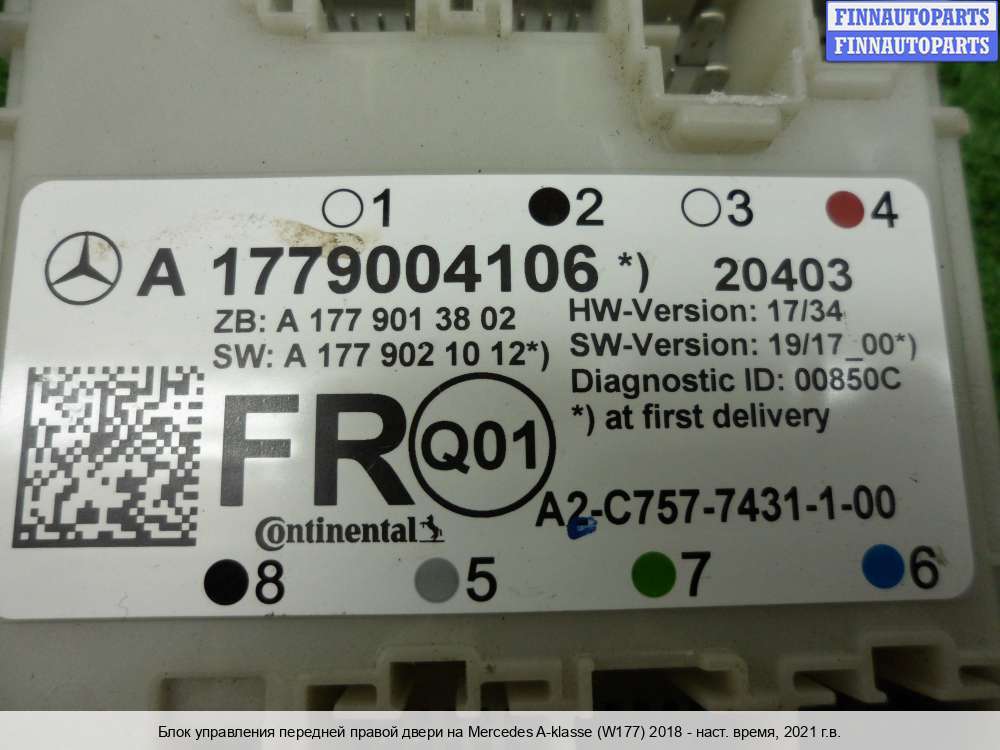 FINNAUTOPARTS
FINNAUTOPARTS
1 2 3 4
A 1779004106 *) 20403
ZB: A 177 901 38 02
HW-Version: 17/34
SW: A 177 902 10 12*)
SW-Version: 19/17_00*)
Diagnostic ID: 00850C
*) at first delivery
FR Q01
A2-C757-7431-1-00
Continental
8 5 7 6
Блок управления передней правой двери на Mercedes A-klasse (W177) 2018 - наст. время, 2021 г.в.